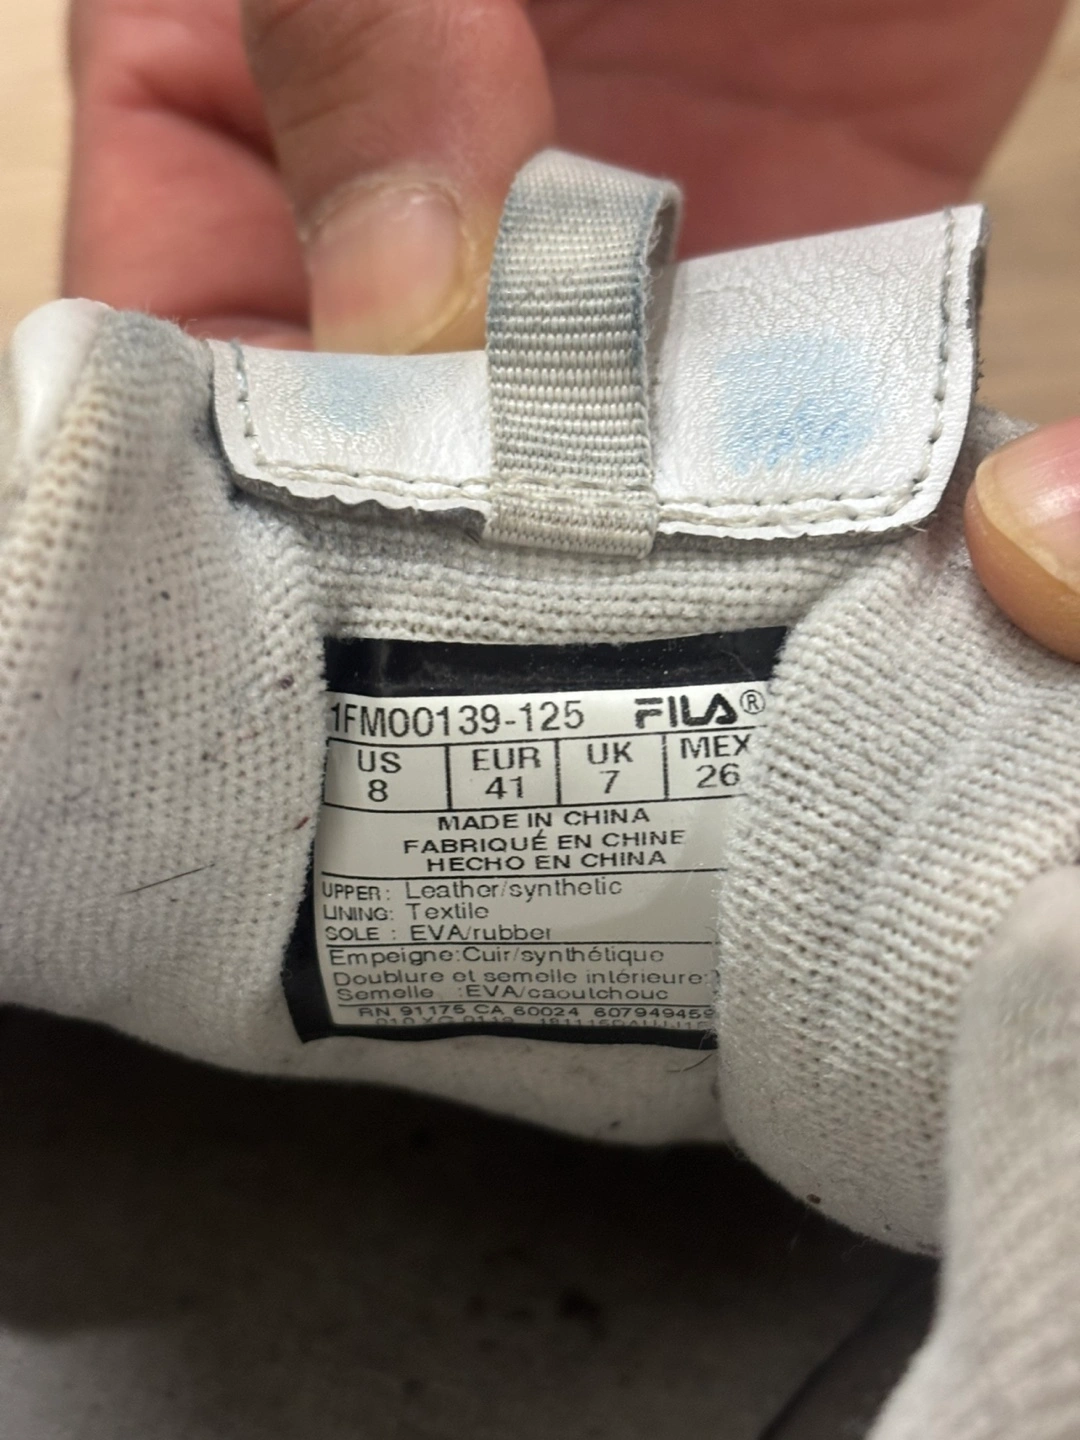 1FM00139-125 FILA®
US EUR UK MEX
8 41 7 26
MADE IN CHINA
FABRIQUÉ EN CHINE
HECHO EN CHINA
UPPER: Leather/synthetic
LINING: Textile
SOLE : EVA/rubber
Empeigne:Cuir/synthétique
Doublure et semelle intérieure:
Semelle :EVA/caoutchouc
RN 91175 CA 60024 607949459